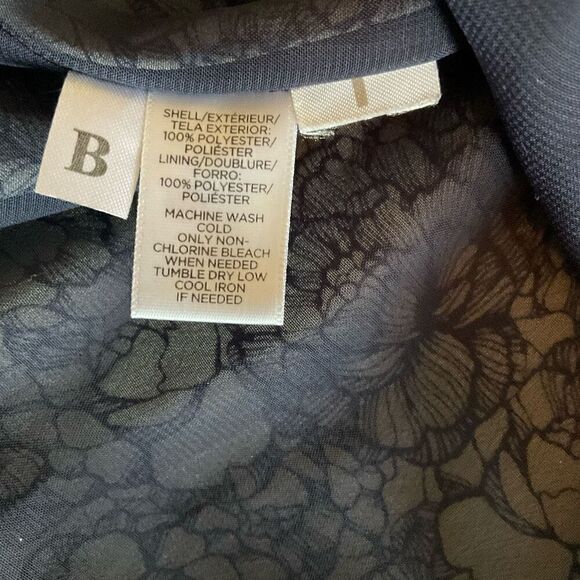 B
SHELL/EXTÉRIEUR/
TELA EXTERIOR:
100% POLYESTER/
POLIÉSTER
LINING/DOUBLURE/
FORRO:
100% POLYESTER/
POLIÉSTER
MACHINE WASH
COLD
ONLY NON-
CHLORINE BLEACH
WHEN NEEDED
TUMBLE DRY LOW
COOL IRON
IF NEEDED